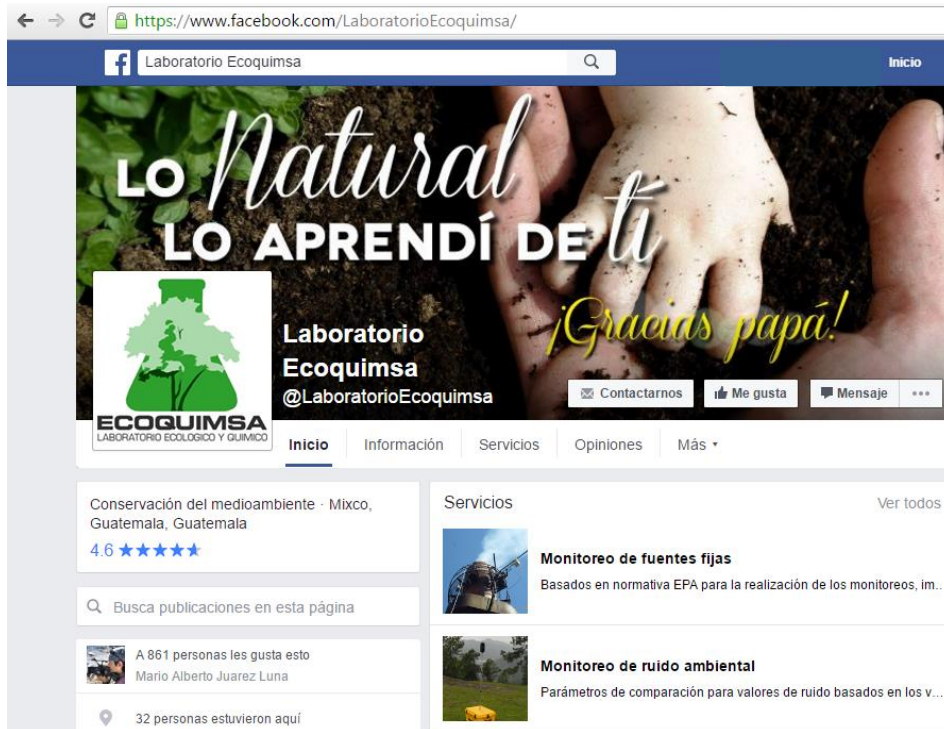 https://www.facebook.com/LaboratorioEcoquimsa/
Laboratorio Ecoquimsa
Inicio
LO Natural
LO APRENDÍ DE tí
¡Gracias papá!
Laboratorio
Ecoquimsa
@LaboratorioEcoquimsa
Contactarnos
Me gusta
Mensaje
ECOQUIMSA
LABORATORIO ECOLOGICO Y QUIMICO
Inicio
Información
Servicios
Opiniones
Más
Conservación del medioambiente · Mixco,
Guatemala, Guatemala
4.6
Busca publicaciones en esta página
A 861 personas les gusta esto
Mario Alberto Juarez Luna
32 personas estuvieron aquí
Servicios
Ver todos
Monitoreo de fuentes fijas
Basados en normativa EPA para la realización de los monitoreos, im..
Monitoreo de ruido ambiental
Parámetros de comparación para valores de ruido basados en los v...